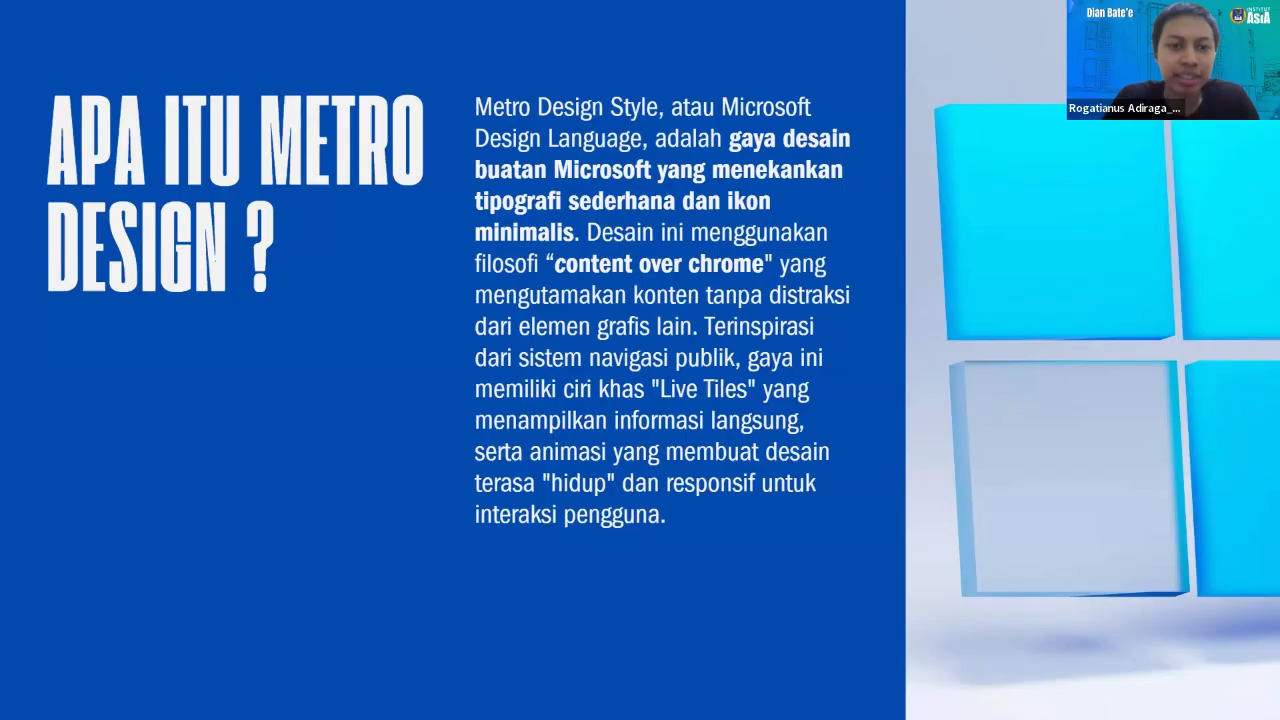 APA ITU METRO
DESIGN ?
Metro Design Style, atau Microsoft
Design Language, adalah gaya desain
buatan Microsoft yang menekankan
tipografi sederhana dan ikon
minimalis. Desain ini menggunakan
filosofi “content over chrome" yang
mengutamakan konten tanpa distraksi
dari elemen grafis lain. Terinspirasi
dari sistem navigasi publik, gaya ini
memiliki ciri khas "Live Tiles" yang
menampilkan informasi langsung,
serta animasi yang membuat desain
terasa "hidup" dan responsif untuk
interaksi pengguna.
Dian Bate'e
INSTITUT
ASIA
Rogatianus Adiraga_...